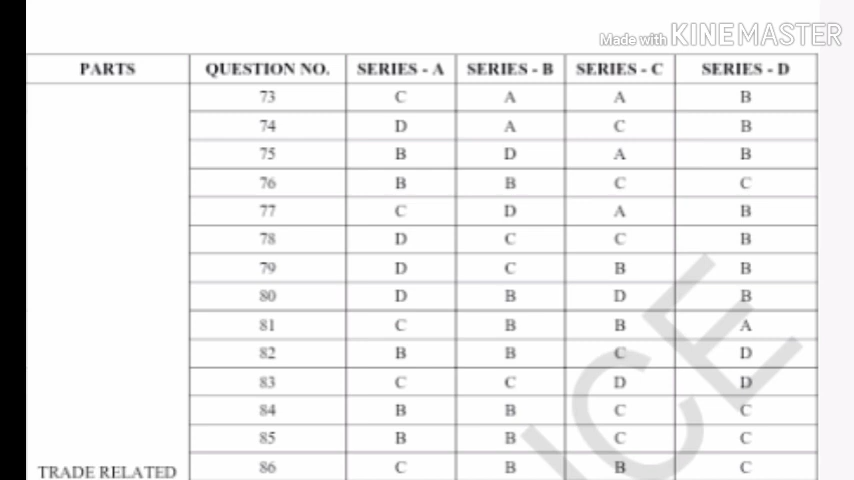 Made with KINEMASTER
PARTS QUESTION NO. SERIES - A SERIES - B SERIES - C SERIES - D
73 C A A B
74 D A C B
75 B D A B
76 B B C C
77 C D A B
78 D C C B
79 D C B B
80 D B D B
81 C B B A
82 B B C D
83 C C D D
84 B B C C
85 B B C C
TRADE RELATED 86 C B B C
ICE